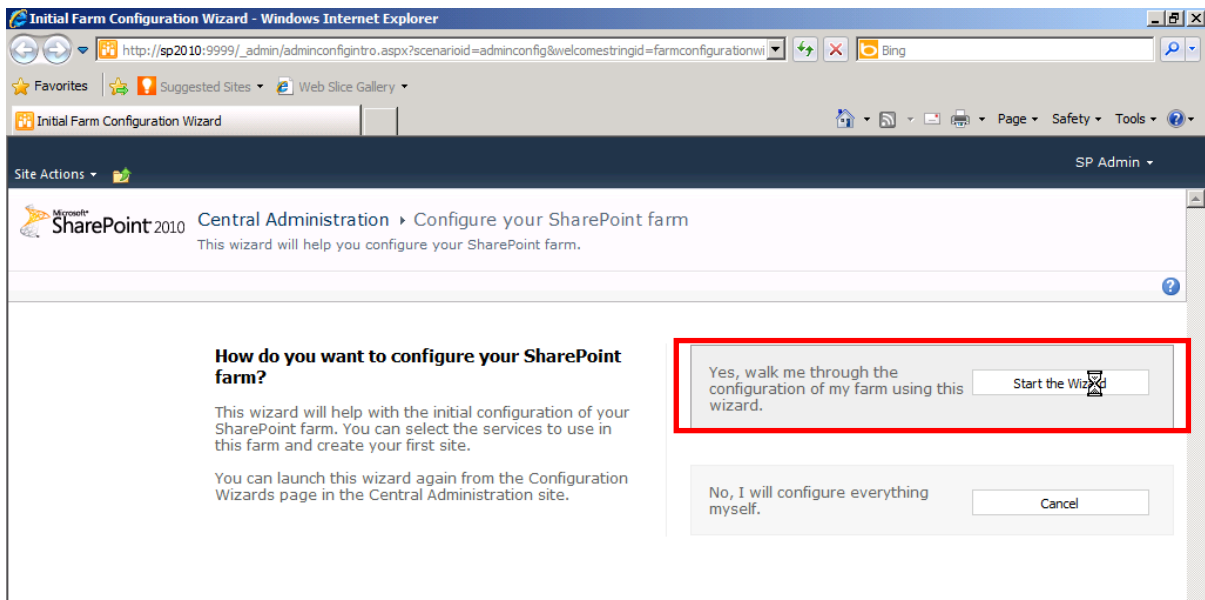 Initial Farm Configuration Wizard - Windows Internet Explorer
http://sp2010:9999/_admin/adminconfigintro.aspx?scenarioid=adminconfig&welcomestringid=farmconfigurationwi
Bing
Favorites Suggested Sites Web Slice Gallery
Initial Farm Configuration Wizard Page Safety Tools
SP Admin
Site Actions
Microsoft SharePoint 2010 Central Administration Configure your SharePoint farm
This wizard will help you configure your SharePoint farm.
How do you want to configure your SharePoint
farm?
This wizard will help with the initial configuration of your
SharePoint farm. You can select the services to use in
this farm and create your first site.
You can launch this wizard again from the Configuration
Wizards page in the Central Administration site.
Yes, walk me through the
configuration of my farm using this
wizard.
Start the Wizard
No, I will configure everything
myself.
Cancel